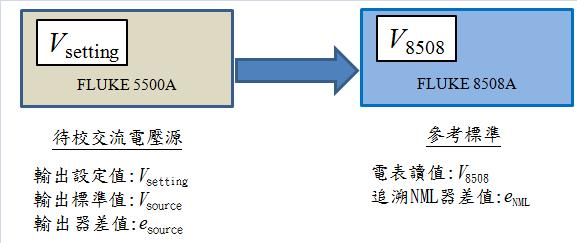 Vsetting
FLUKE 5500A
V8508
FLUKE 8508A
待校交流電壓源
輸出設定值:Vsetting
輸出標準值:Vsource
輸出器差值:esource
參考標準
電表讀值:V8508
追溯NML器差值:eNML